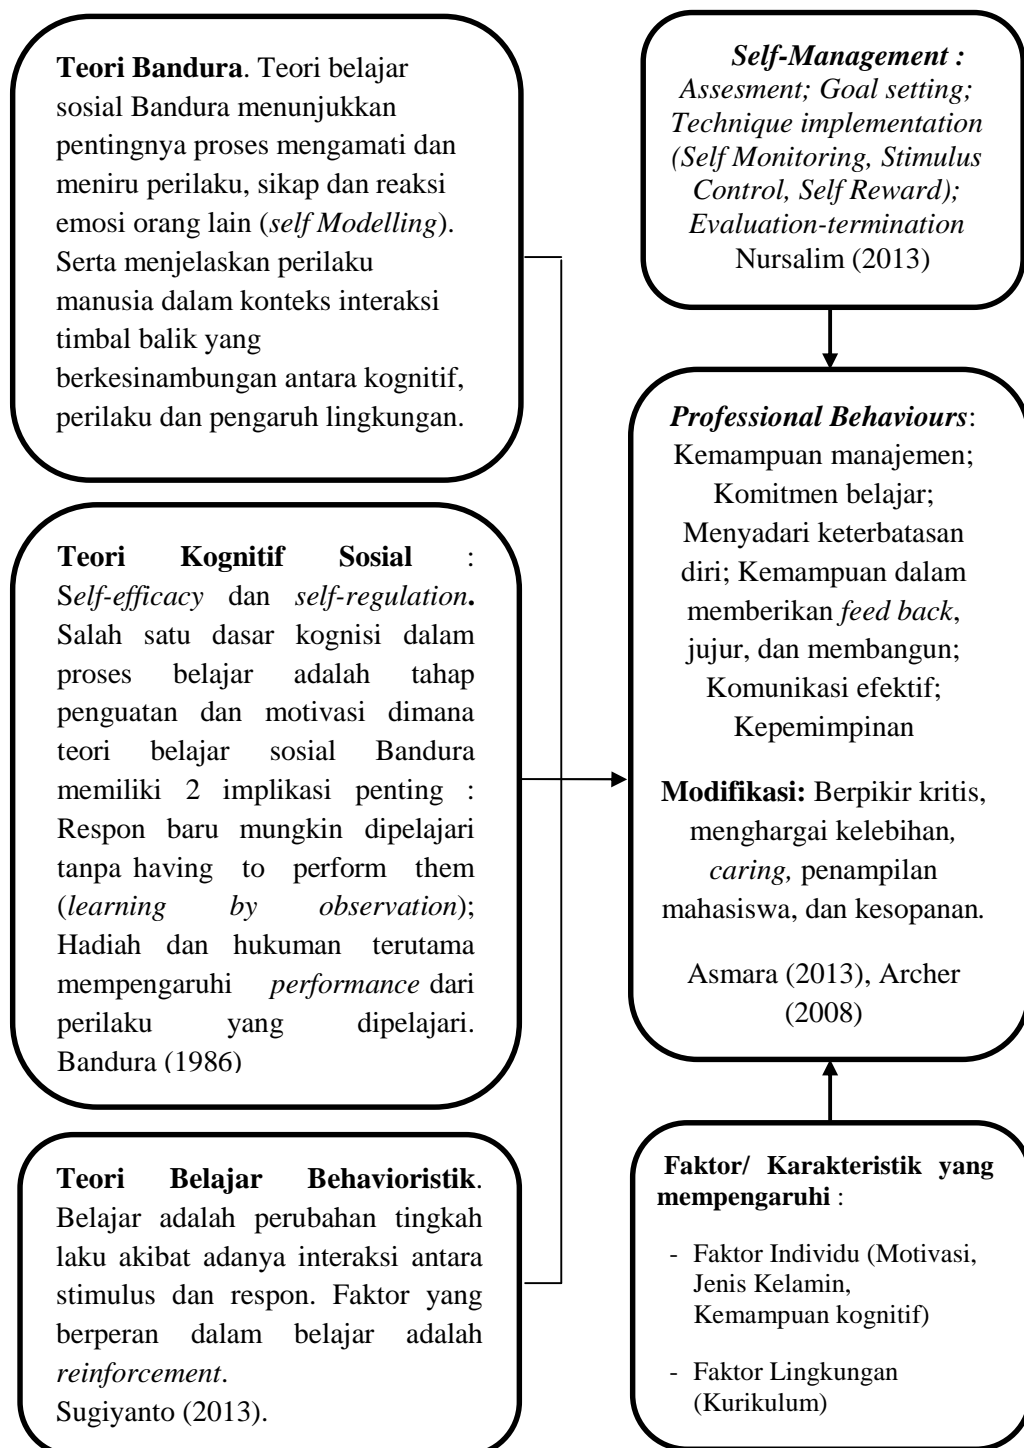 Teori Bandura. Teori belajar
sosial Bandura menunjukkan
pentingnya proses mengamati dan
meniru perilaku, sikap dan reaksi
emosi orang lain (self Modelling).
Serta menjelaskan perilaku
manusia dalam konteks interaksi
timbal balik yang
berkesinambungan antara kognitif,
perilaku dan pengaruh lingkungan.
Teori Kognitif Sosial :
Self-efficacy dan self-regulation.
Salah satu dasar kognisi dalam
proses belajar adalah tahap
penguatan dan motivasi dimana
teori belajar sosial Bandura
memiliki 2 implikasi penting :
Respon baru mungkin dipelajari
tanpa having to perform them
(learning by observation);
Hadiah dan hukuman terutama
mempengaruhi performance dari
perilaku yang dipelajari.
Bandura (1986)
Teori Belajar Behavioristik.
Belajar adalah perubahan tingkah
laku akibat adanya interaksi antara
stimulus dan respon. Faktor yang
berperan dalam belajar adalah
reinforcement.
Sugiyanto (2013).
Self-Management :
Assesment; Goal setting;
Technique implementation
(Self Monitoring, Stimulus
Control, Self Reward);
Evaluation-termination
Nursalim (2013)
Professional Behaviours:
Kemampuan manajemen;
Komitmen belajar;
Menyadari keterbatasan
diri; Kemampuan dalam
memberikan feed back,
jujur, dan membangun;
Komunikasi efektif;
Kepemimpinan
Modifikasi: Berpikir kritis,
menghargai kelebihan,
caring, penampilan
mahasiswa, dan kesopanan.
Asmara (2013), Archer
(2008)
Faktor/ Karakteristik yang
mempengaruhi :
- Faktor Individu (Motivasi,
Jenis Kelamin,
Kemampuan kognitif)
- Faktor Lingkungan
(Kurikulum)